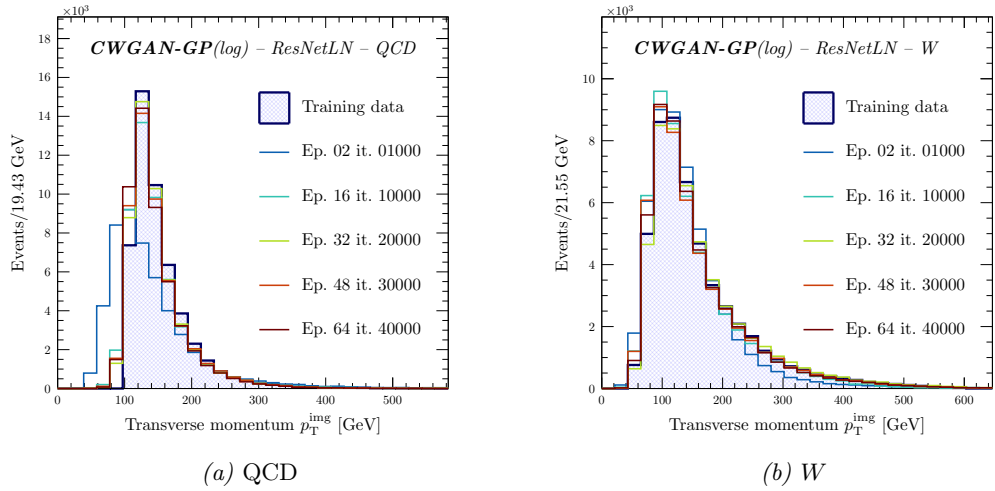 ×10³
CWGAN-GP(log) – ResNetLN – QCD
Training data
Ep. 02 it. 01000
Ep. 16 it. 10000
Ep. 32 it. 20000
Ep. 48 it. 30000
Ep. 64 it. 40000
Events/19.43 GeV
18
16
14
12
10
8
6
4
2
0
0 100 200 300 400 500
Transverse momentum p_T^img [GeV]
(a) QCD
×10³
CWGAN-GP(log) – ResNetLN – W
Training data
Ep. 02 it. 01000
Ep. 16 it. 10000
Ep. 32 it. 20000
Ep. 48 it. 30000
Ep. 64 it. 40000
Events/21.55 GeV
10
8
6
4
2
0
0 100 200 300 400 500 600
Transverse momentum p_T^img [GeV]
(b) W